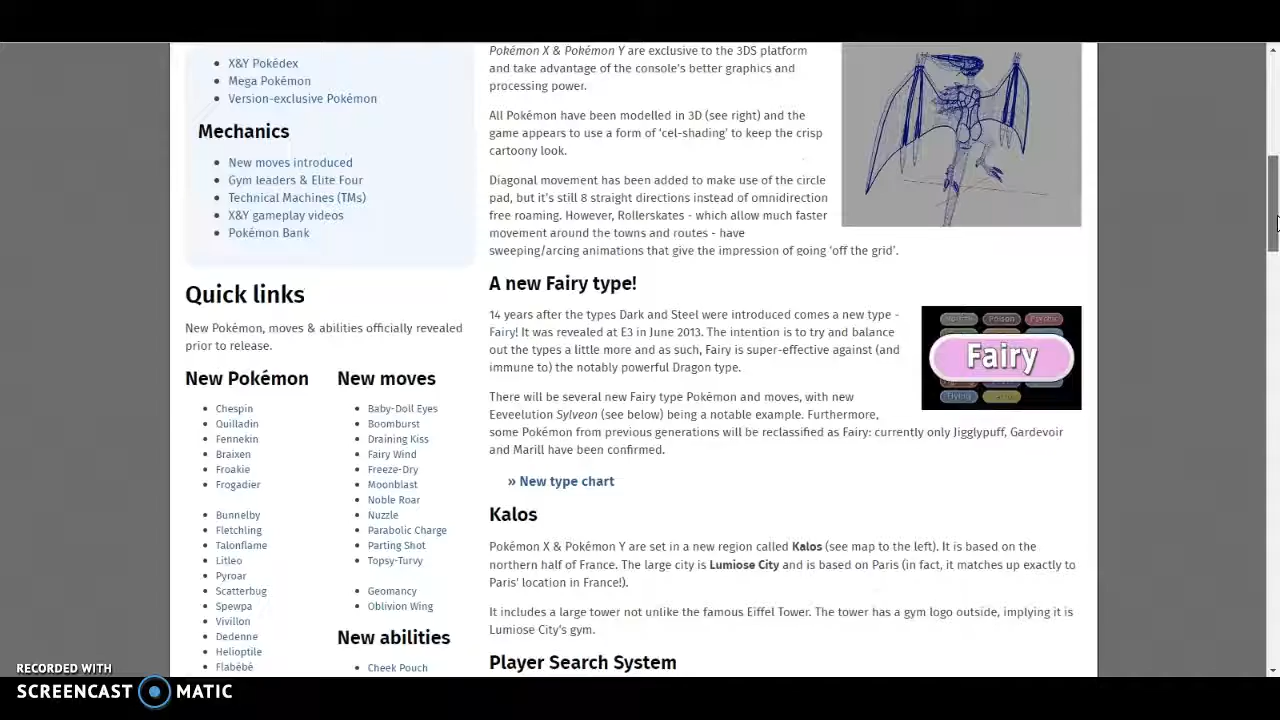 X&Y Pokédex
Mega Pokémon
Version-exclusive Pokémon
Mechanics
New moves introduced
Gym leaders & Elite Four
Technical Machines (TMs)
X&Y gameplay videos
Pokémon Bank
Quick links
New Pokémon, moves & abilities officially revealed
prior to release.
New Pokémon
Chespin
Quilladin
Fennekin
Braixen
Froakie
Frogadier
Bunnelby
Fletchling
Talonflame
Litleo
Pyroar
Scatterbug
Spewpa
Vivillon
Dedenne
Helioptile
Flabébé
New moves
Baby-Doll Eyes
Boomburst
Draining Kiss
Fairy Wind
Freeze-Dry
Moonblast
Noble Roar
Nuzzle
Parabolic Charge
Parting Shot
Topsy-Turvy
Geomancy
Oblivion Wing
New abilities
Cheek Pouch
Pokémon X & Pokémon Y are exclusive to the 3DS platform
and take advantage of the console's better graphics and
processing power.
All Pokémon have been modelled in 3D (see right) and the
game appears to use a form of 'cel-shading' to keep the crisp
cartoony look.
Diagonal movement has been added to make use of the circle
pad, but it's still 8 straight directions instead of omnidirection
free roaming. However, Rollerskates - which allow much faster
movement around the towns and routes - have
sweeping/arcing animations that give the impression of going 'off the grid'.
A new Fairy type!
14 years after the types Dark and Steel were introduced comes a new type -
Fairy! It was revealed at E3 in June 2013. The intention is to try and balance
out the types a little more and as such, Fairy is super-effective against (and
immune to) the notably powerful Dragon type.
Poison
Psychic
Fairy
Flying
There will be several new Fairy type Pokémon and moves, with new
Eeveelution Sylveon (see below) being a notable example. Furthermore,
some Pokémon from previous generations will be reclassified as Fairy: currently only Jigglypuff, Gardevoir
and Marill have been confirmed.
» New type chart
Kalos
Pokémon X & Pokémon Y are set in a new region called Kalos (see map to the left). It is based on the
northern half of France. The large city is Lumiose City and is based on Paris (in fact, it matches up exactly to
Paris' location in France!).
It includes a large tower not unlike the famous Eiffel Tower. The tower has a gym logo outside, implying it is
Lumiose City's gym.
Player Search System
RECORDED WITH
SCREENCAST MATIC